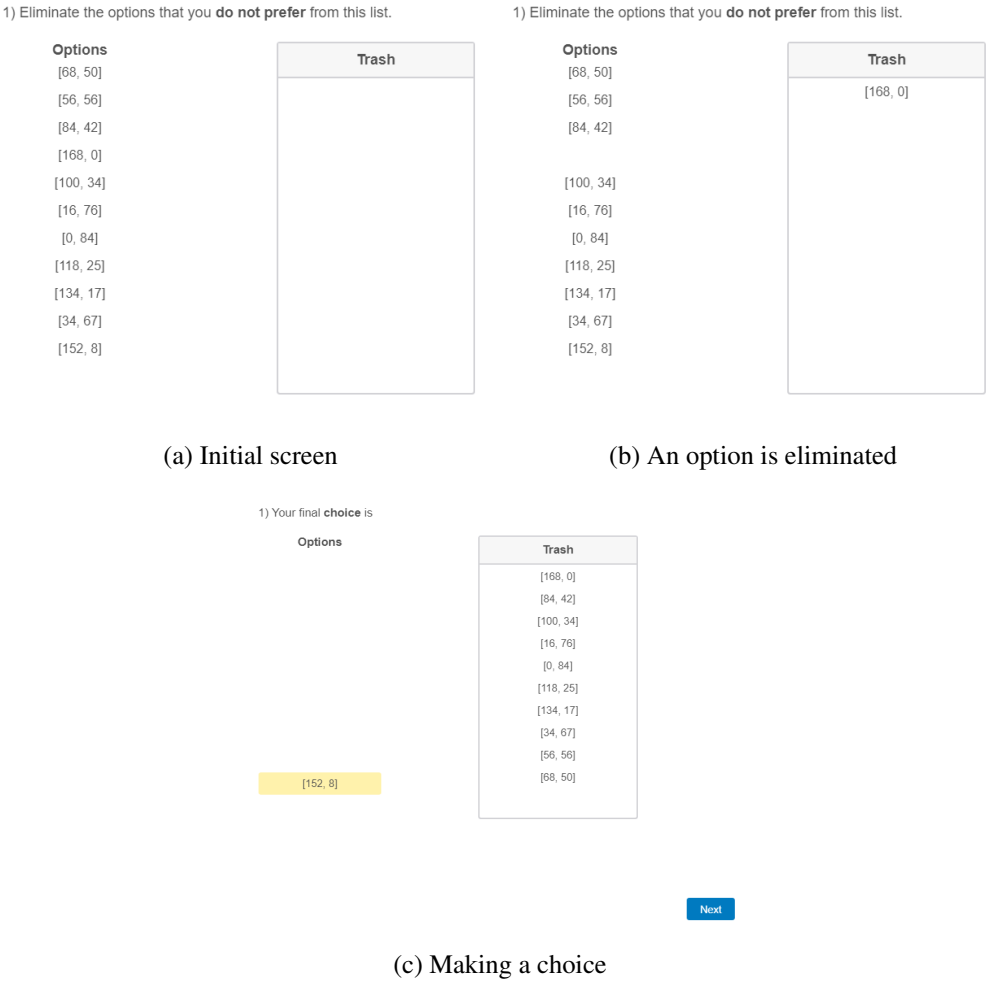 1) Eliminate the options that you do not prefer from this list.
Options
[68, 50]
[56, 56]
[84, 42]
[168, 0]
[100, 34]
[16, 76]
[0, 84]
[118, 25]
[134, 17]
[34, 67]
[152, 8]
Trash
(a) Initial screen
1) Eliminate the options that you do not prefer from this list.
Options
[68, 50]
[56, 56]
[84, 42]
[100, 34]
[16, 76]
[0, 84]
[118, 25]
[134, 17]
[34, 67]
[152, 8]
Trash
[168, 0]
(b) An option is eliminated
1) Your final choice is
Options
[152, 8]
Trash
[168, 0]
[84, 42]
[100, 34]
[16, 76]
[0, 84]
[118, 25]
[134, 17]
[34, 67]
[56, 56]
[68, 50]
Next
(c) Making a choice